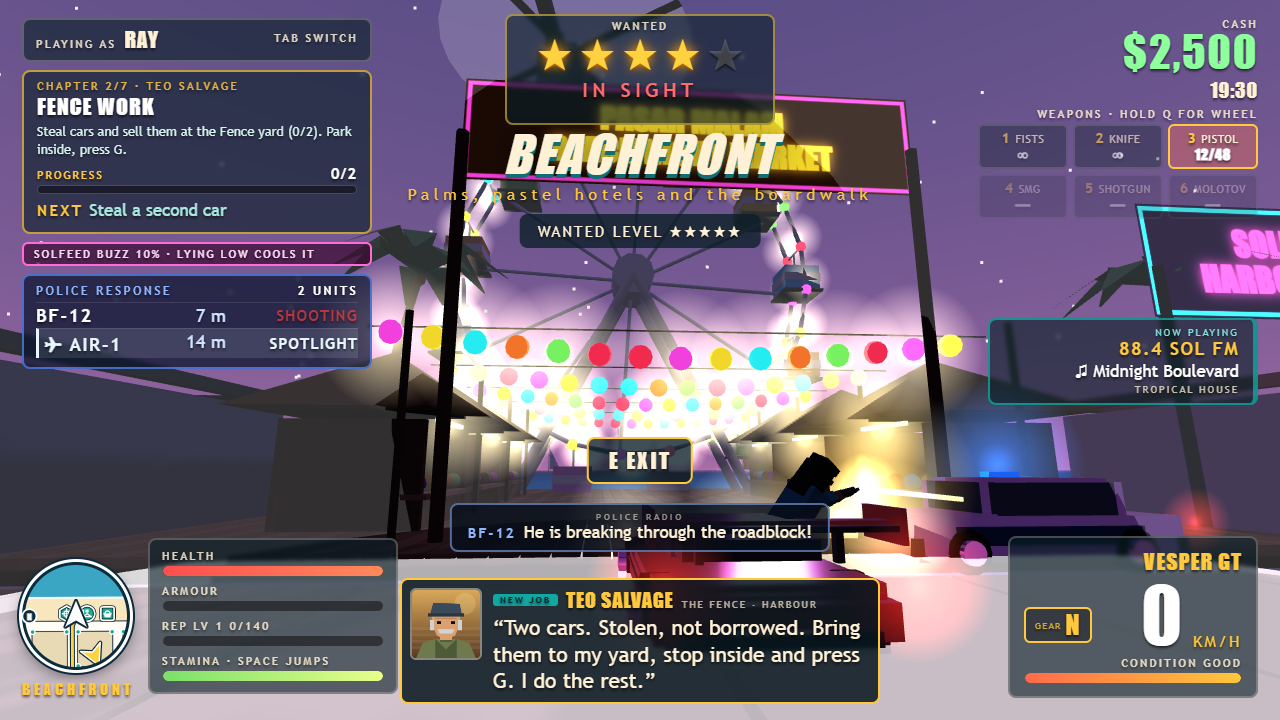 PLAYING AS RAY
TAB SWITCH
CHAPTER 2/7 · TEO SALVAGE
FENCE WORK
Steal cars and sell them at the Fence yard (0/2). Park
inside, press G.
PROGRESS 0/2
NEXT Steal a second car
SOLFEED BUZZ 10% · LYING LOW COOLS IT
POLICE RESPONSE 2 UNITS
BF-12 7 m SHOOTING
AIR-1 14 m SPOTLIGHT
WANTED
IN SIGHT
BEACHFRONT
Palms, pastel hotels and the boardwalk
WANTED LEVEL ★★★★★
CASH
$2,500
19:30
WEAPONS · HOLD Q FOR WHEEL
1 FISTS ∞
2 KNIFE ∞
3 PISTOL 12/48
4 SMG —
5 SHOTGUN —
6 MOLOTOV —
NOW PLAYING
88.4 SOL FM
♫ Midnight Boulevard
TROPICAL HOUSE
E EXIT
POLICE RADIO
BF-12 He is breaking through the roadblock!
NEW JOB TEO SALVAGE THE FENCE · HARBOUR
“Two cars. Stolen, not borrowed. Bring
them to my yard, stop inside and press
G. I do the rest.”
HEALTH
ARMOUR
REP LV 1 0/140
STAMINA · SPACE JUMPS
BEACHFRONT
VESPER GT
GEAR N
0 KM/H
CONDITION GOOD